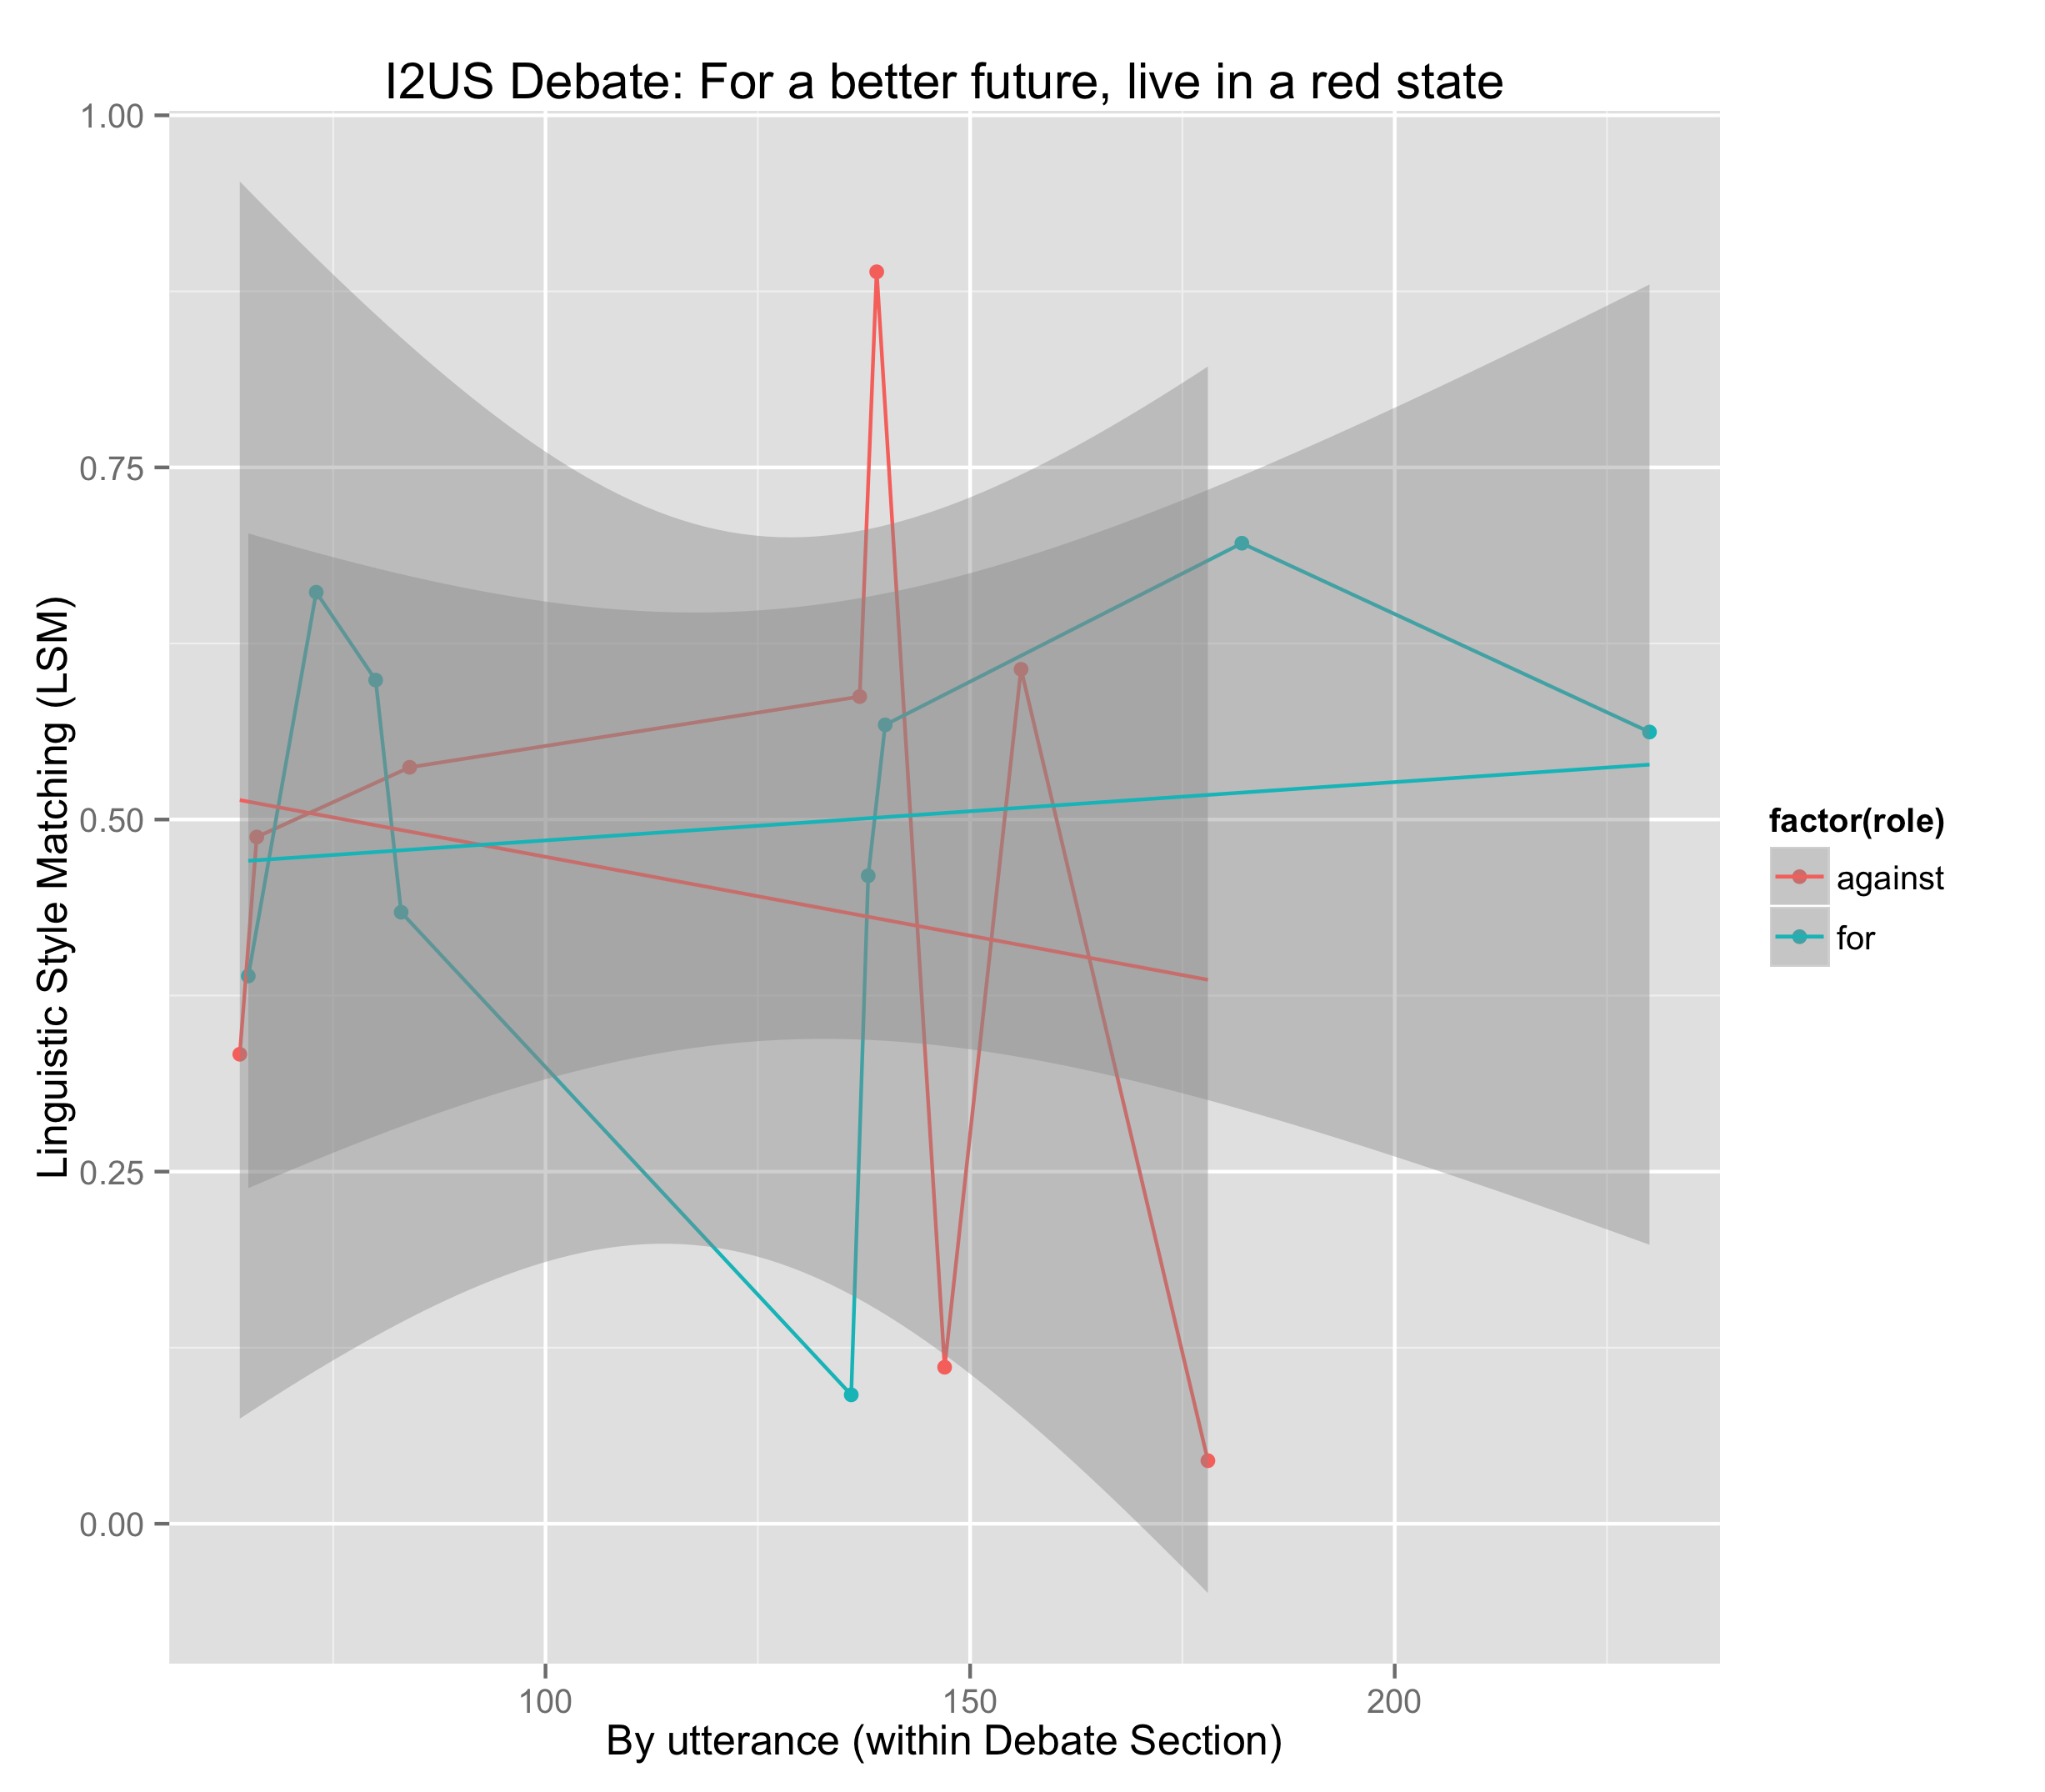 I2US Debate: For a better future, live in a red state
1.00
0.75
0.50
0.25
0.00
Linguistic Style Matching (LSM)
100
150
200
By utterance (within Debate Section)
factor(role)
against
for